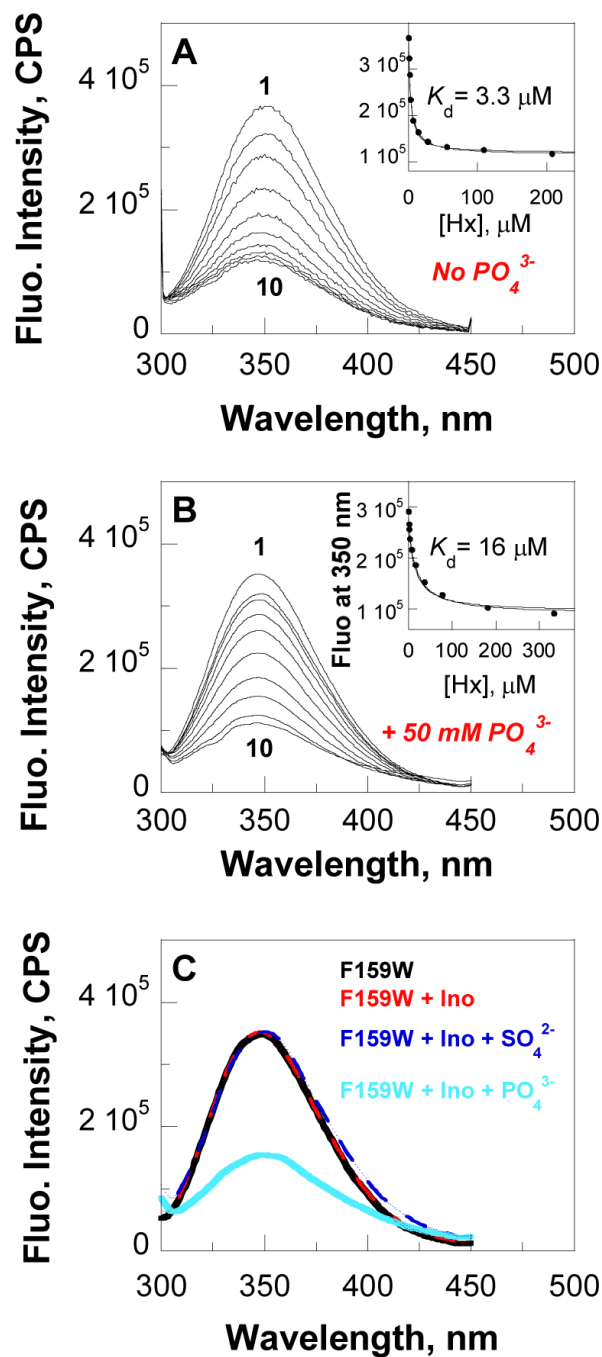 A
Fluo. Intensity, CPS
4 10⁵
2 10⁵
0
1
10
3 10⁵
2 10⁵
1 10⁵
K_d = 3.3 μM
0 100 200
[Hx], μM
No PO₄³⁻
300 350 400 450 500
Wavelength, nm
B
Fluo. Intensity, CPS
4 10⁵
2 10⁵
0
1
10
Fluo at 350 nm
3 10⁵
2 10⁵
1 10⁵
K_d = 16 μM
0 100 200 300
[Hx], μM
+ 50 mM PO₄³⁻
300 350 400 450 500
Wavelength, nm
C
Fluo. Intensity, CPS
4 10⁵
2 10⁵
0
F159W
F159W + Ino
F159W + Ino + SO₄²⁻
F159W + Ino + PO₄³⁻
300 350 400 450 500
Wavelength, nm